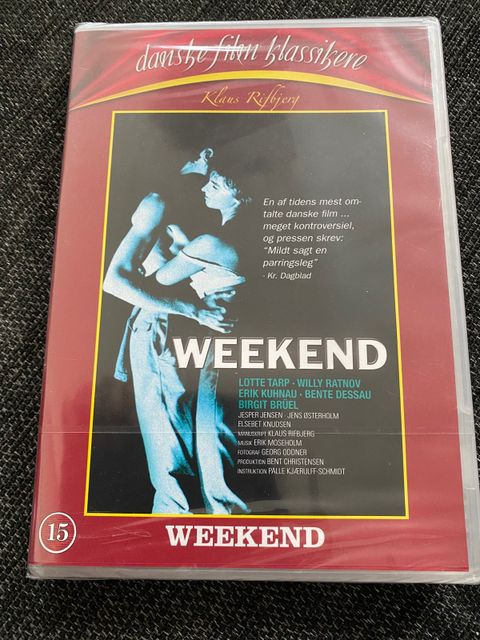 danske film klassikere
Klaus Rifbjerg
En af tidens mest om-
talte danske film ...
meget kontroversiel,
og pressen skrev:
"Mildt sagt en
parringsleg"
- Kr. Dagblad
WEEKEND
LOTTE TARP · WILLY RATNOV
ERIK KUHNAU · BENTE DESSAU
BIRGIT BRÜEL
JESPER JENSEN · JENS ØSTERHOLM
ELSEBET KNUDSEN
MANUSKRIPT KLAUS RIFBJERG
MUSIK ERIK MOSEHOLM
FOTOGRAF GEORG ODDNER
PRODUKTION BENT CHRISTENSEN
INSTRUKTION PALLE KJÆRULFF-SCHMIDT
15
WEEKEND